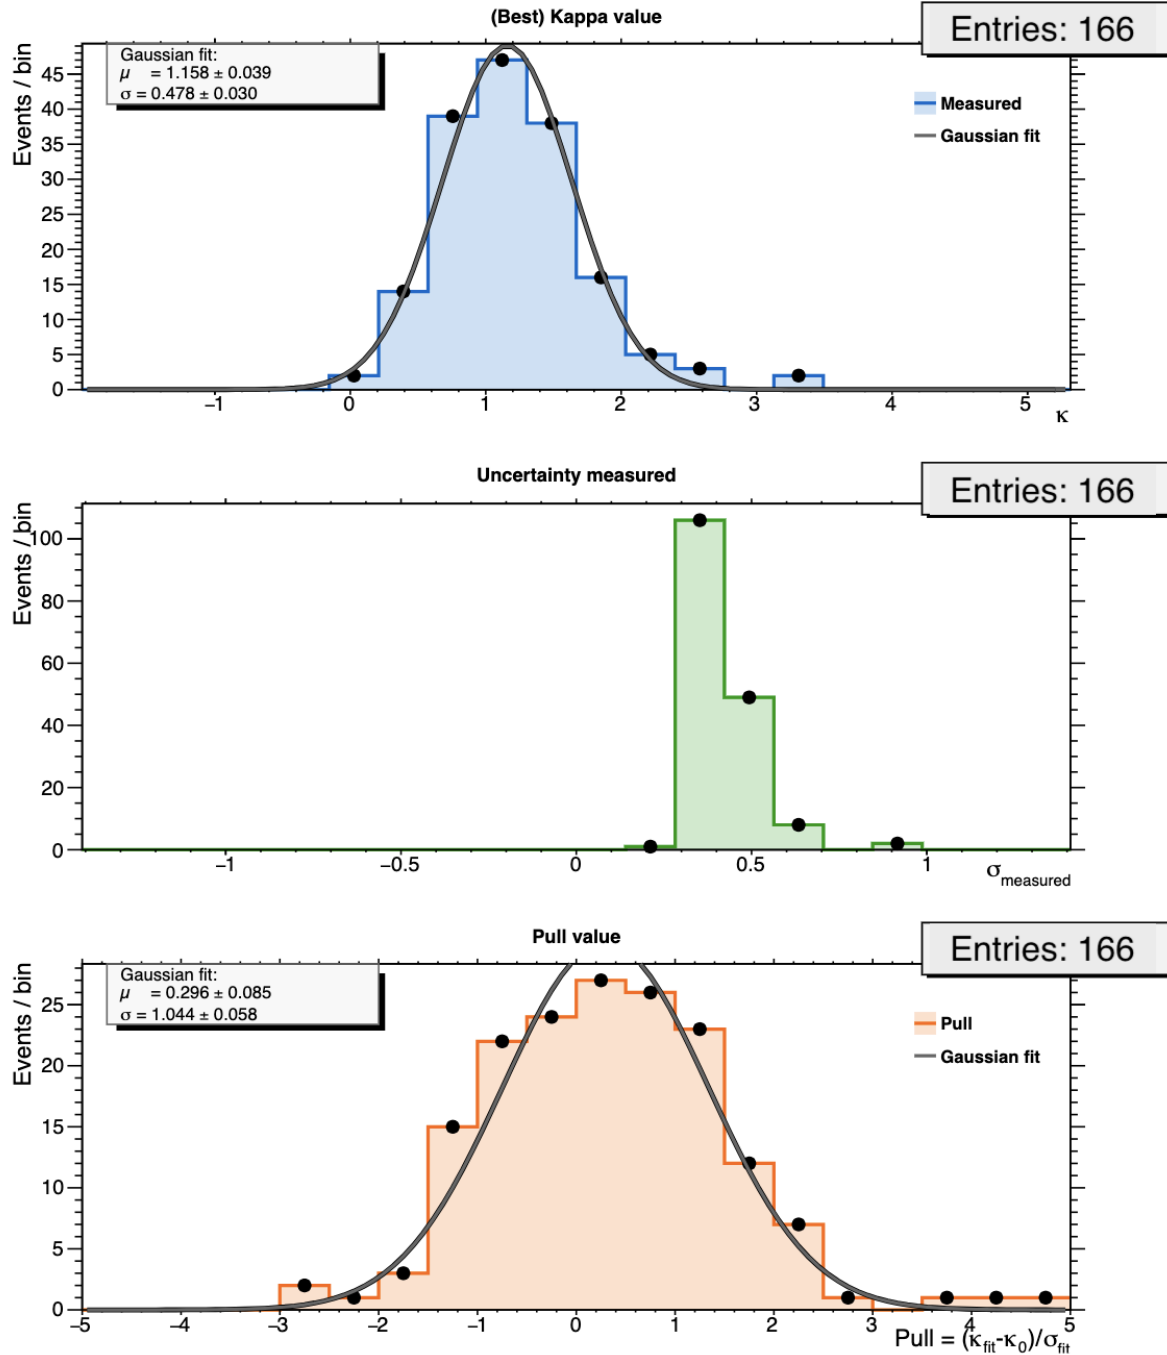 (Best) Kappa value
Entries: 166
Gaussian fit:
μ = 1.158 ± 0.039
σ = 0.478 ± 0.030
Measured
Gaussian fit
Events / bin
45
40
35
30
25
20
15
10
5
0
−1 0 1 2 3 4 5
κ
Uncertainty measured
Entries: 166
Events / bin
100
80
60
40
20
0
−1 −0.5 0 0.5 1
σmeasured
Pull value
Entries: 166
Gaussian fit:
μ = 0.296 ± 0.085
σ = 1.044 ± 0.058
Pull
Gaussian fit
Events / bin
25
20
15
10
5
0
−5 −4 −3 −2 −1 0 1 2 3 4 5
Pull = (κfit-κ0)/σfit